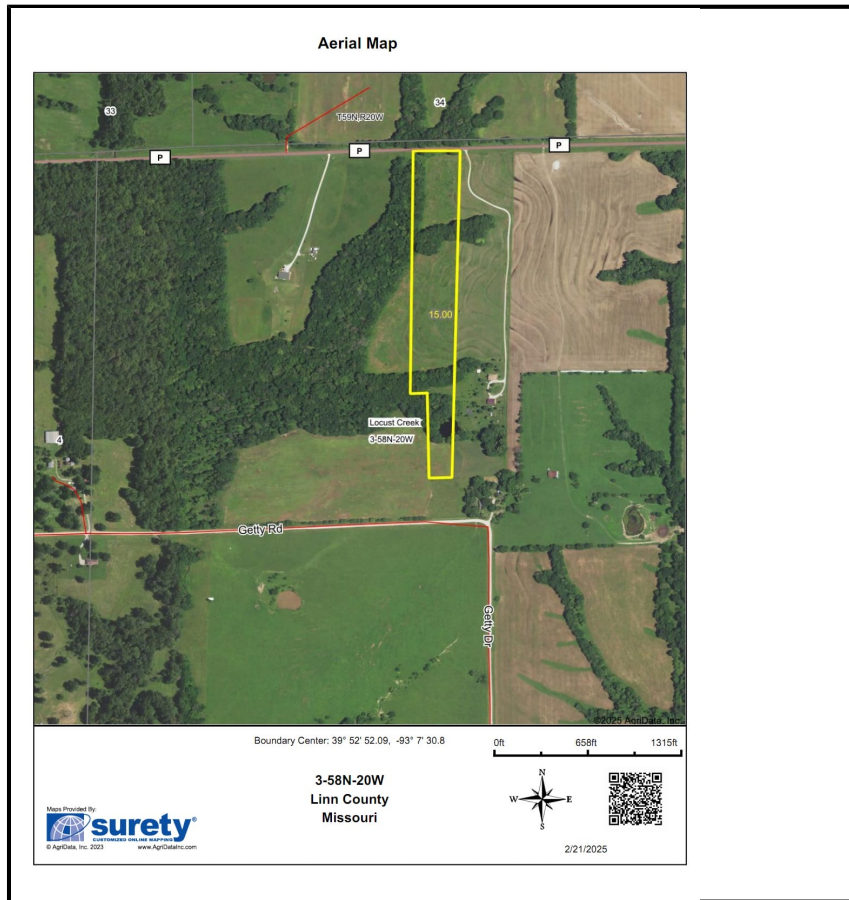 Aerial Map
33
34
T59N,R20W
P
P
P
15.00
Locust Creek
3-58N-20W
4
Getty Rd
Getty Dr
©2025 AgriData, Inc.
Boundary Center: 39° 52' 52.09, -93° 7' 30.8
0ft 658ft 1315ft
3-58N-20W
Linn County
Missouri
N
W E
S
Maps Provided By:
surety®
CUSTOMIZED ONLINE MAPPING
© AgriData, Inc. 2023 www.AgriDataInc.com
2/21/2025